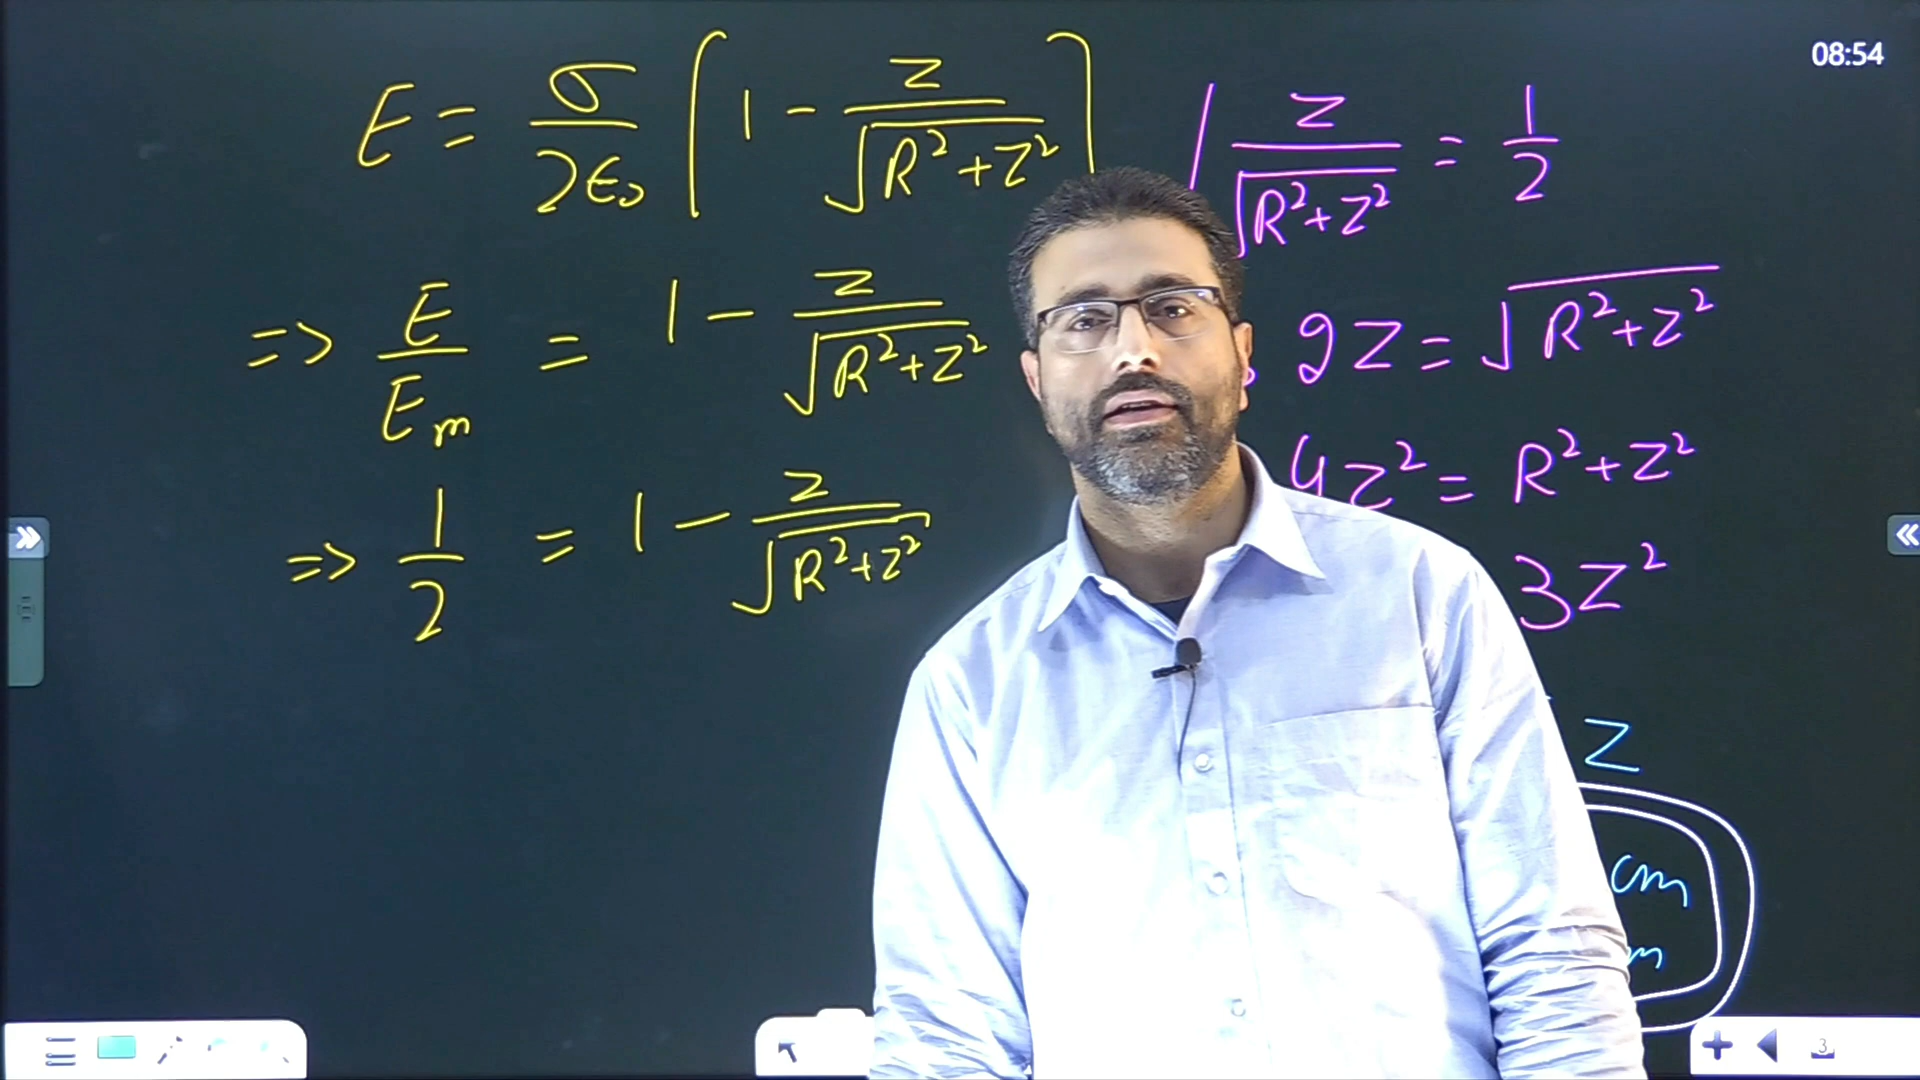 08:54
E = σ/2ϵ₀ [1 - Z/√(R²+Z²)]
=> E/Eₘ = 1 - Z/√(R²+Z²)
=> 1/2 = 1 - Z/√(R²+Z²)
Z/√(R²+Z²) = 1/2
2Z = √(R²+Z²)
4Z² = R²+Z²
3Z²
Z
cm
m
3